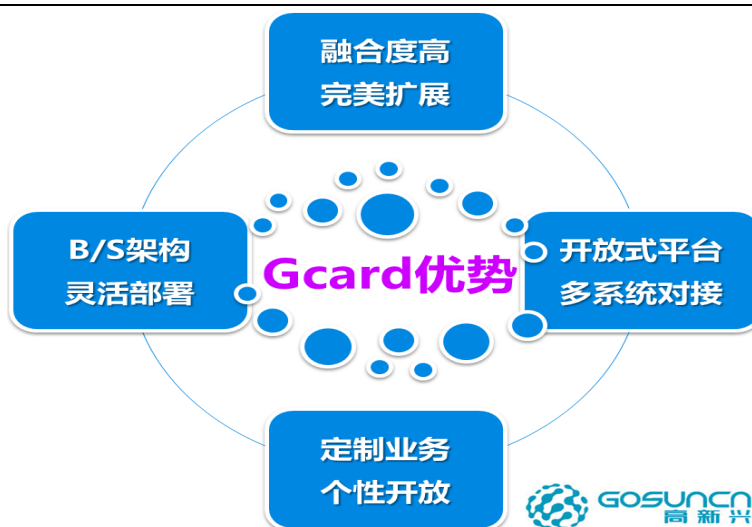 融合度高
完美扩展
B/S架构
灵活部署
Gcard优势
开放式平台
多系统对接
定制业务
个性开放
GOSUNCN
高新兴